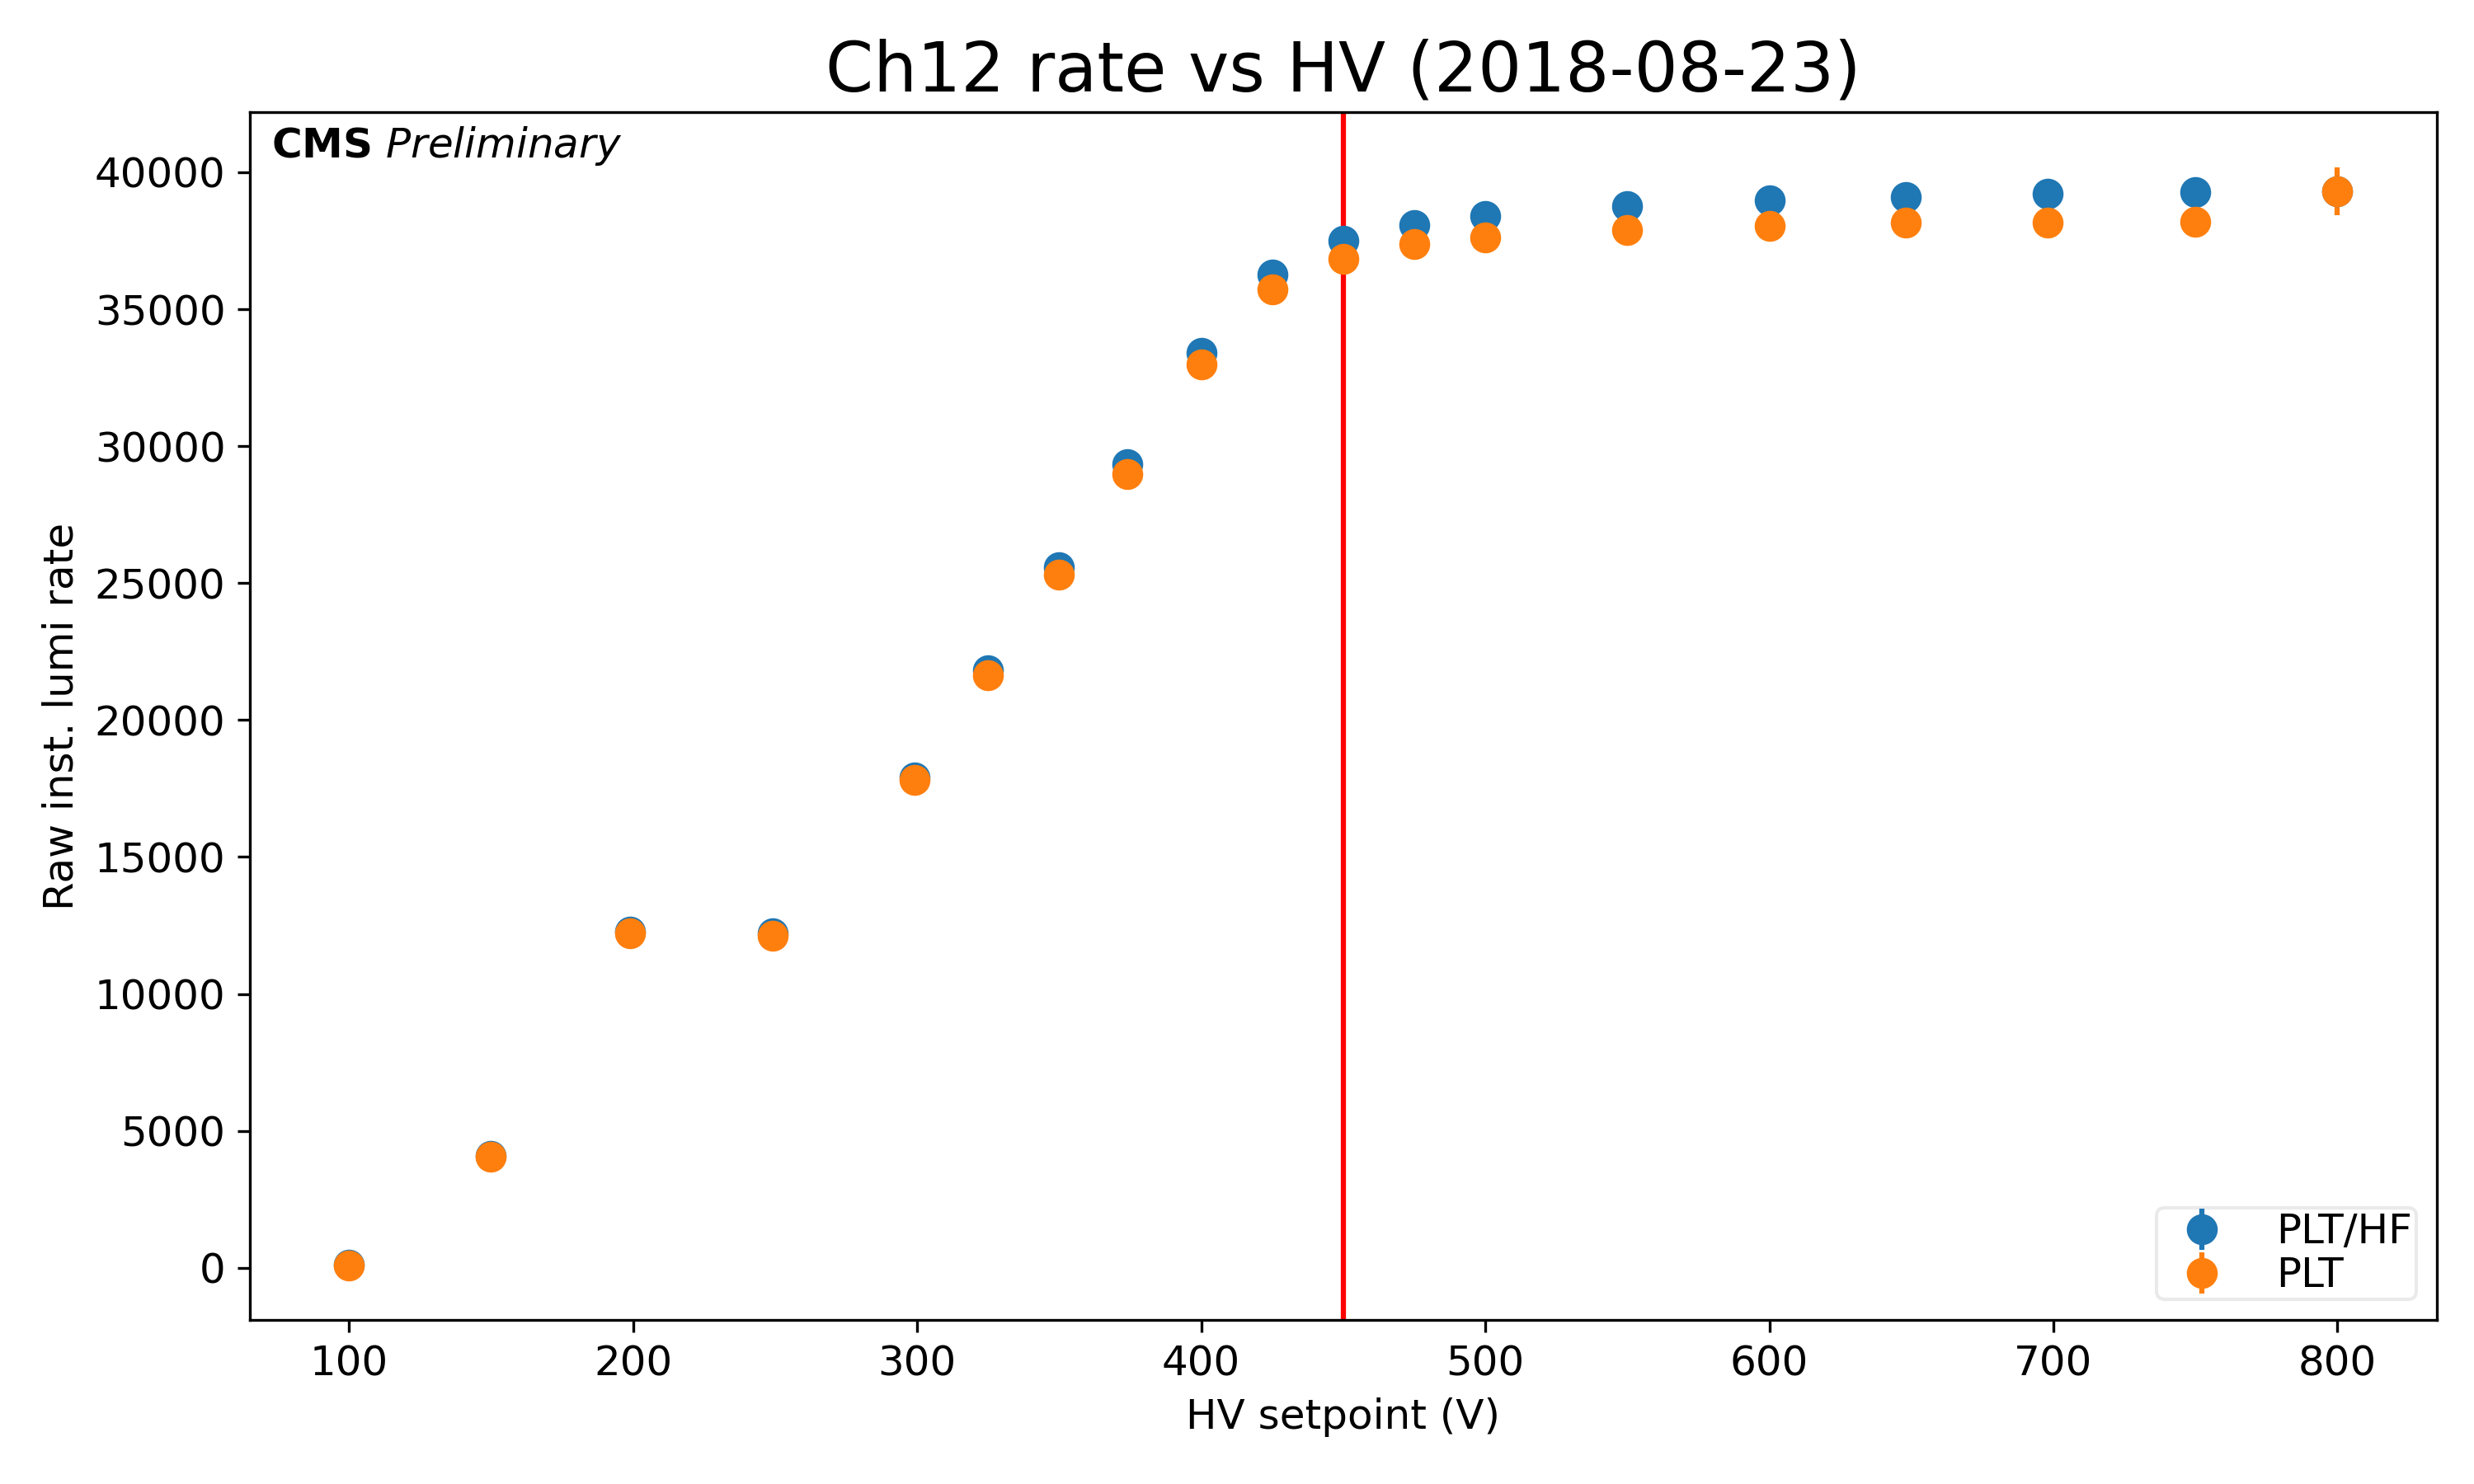 Ch12 rate vs HV (2018-08-23)
CMS Preliminary
40000
35000
30000
25000
20000
15000
10000
5000
0
Raw inst. lumi rate
PLT/HF
PLT
100 200 300 400 500 600 700 800
HV setpoint (V)